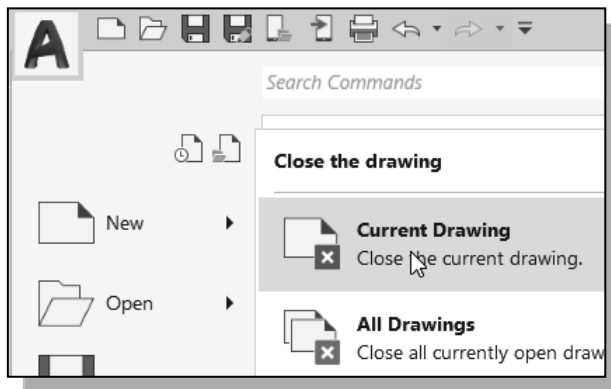 A
Search Commands
Close the drawing
New
Current Drawing
Close the current drawing.
Open
All Drawings
Close all currently open draw